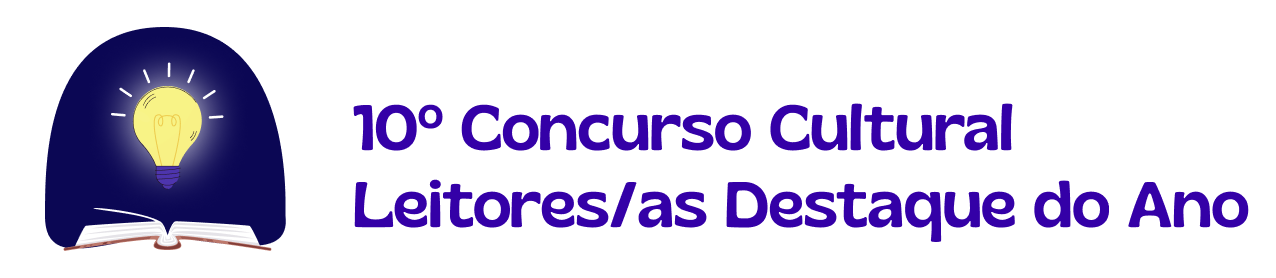 10º Concurso Cultural
Leitores/as Destaque do Ano